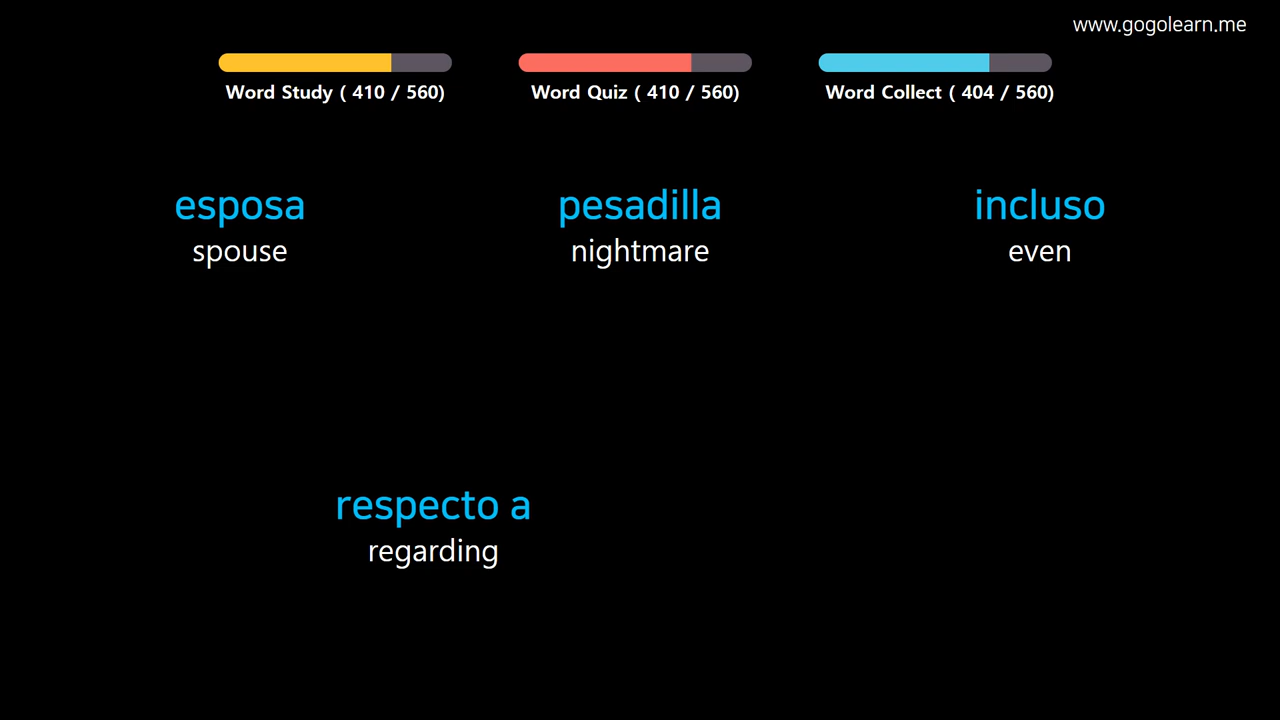 www.gogolearn.me
Word Study ( 410 / 560)
Word Quiz ( 410 / 560)
Word Collect ( 404 / 560)
esposa
spouse
pesadilla
nightmare
incluso
even
respecto a
regarding